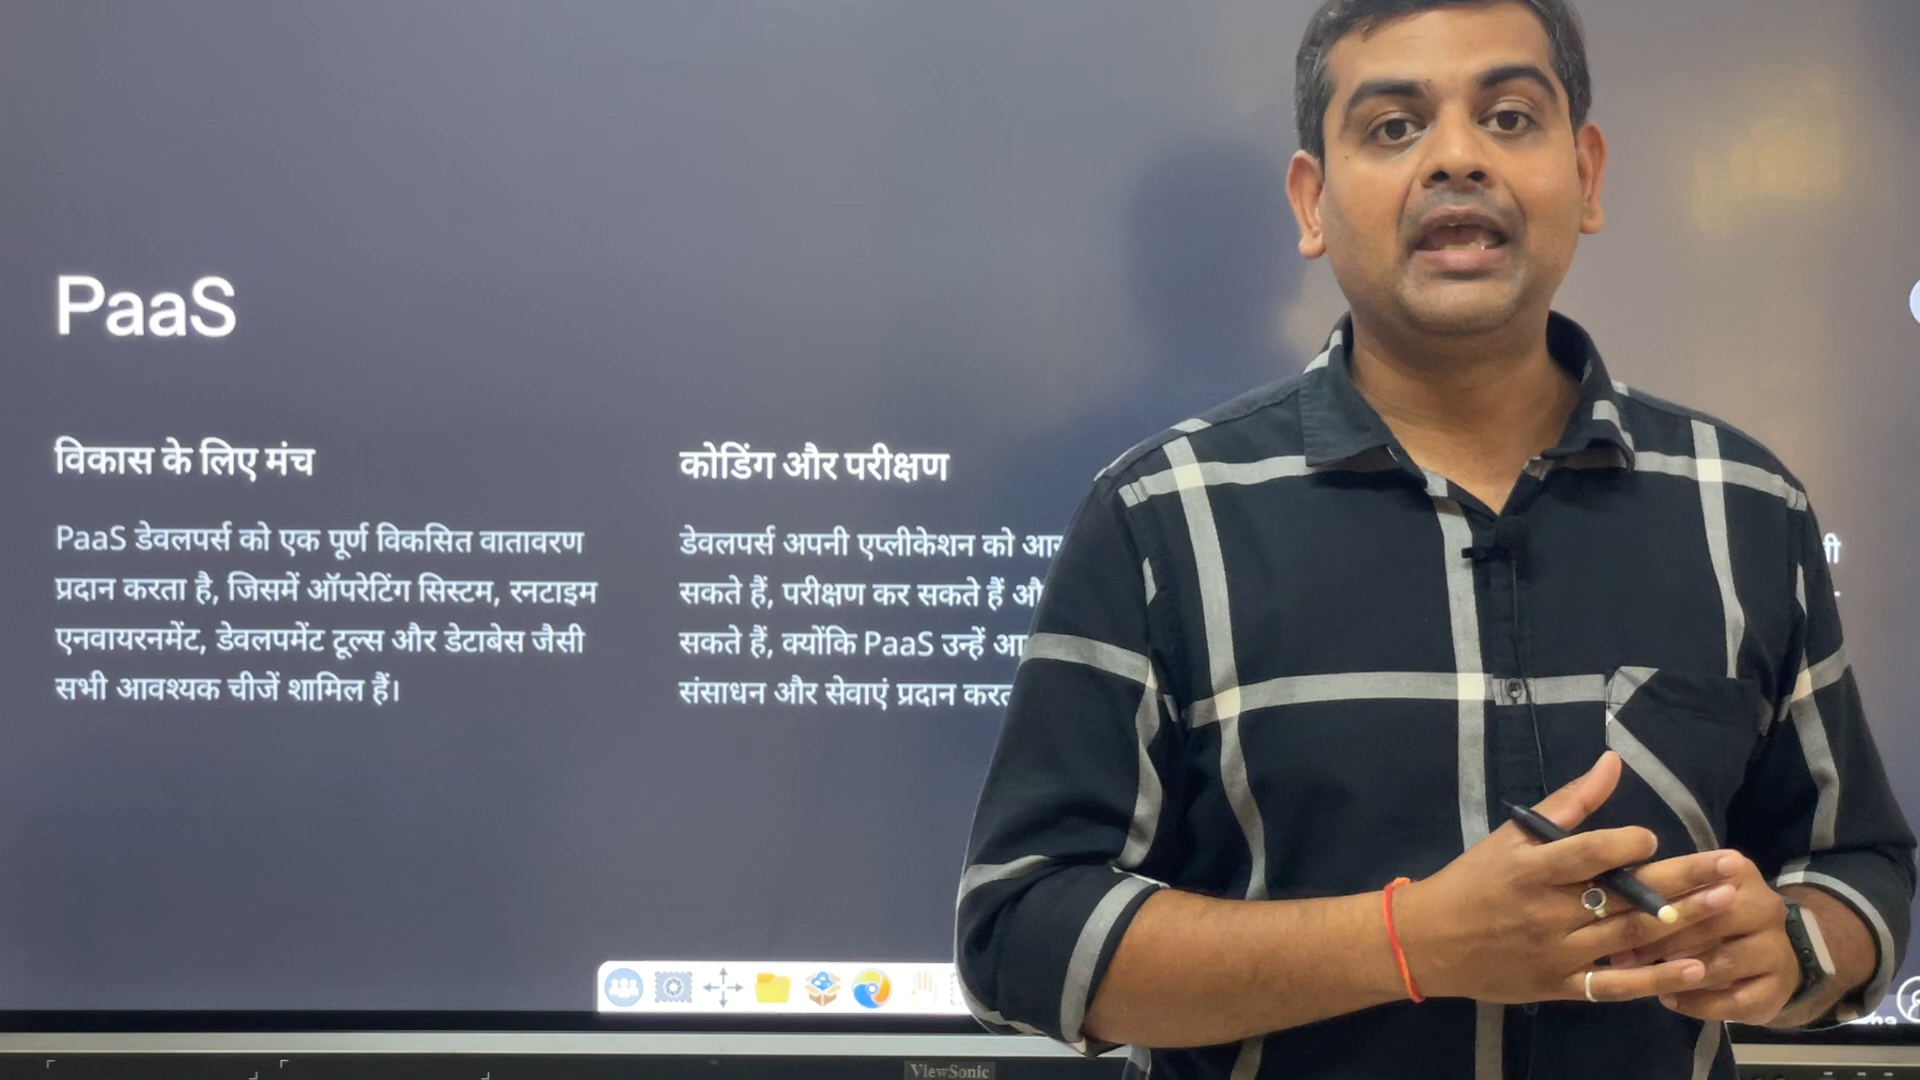 PaaS
विकास के लिए मंच
PaaS डेवलपर्स को एक पूर्ण विकसित वातावरण
प्रदान करता है, जिसमें ऑपरेटिंग सिस्टम, रनटाइम
एनवायरनमेंट, डेवलपमेंट टूल्स और डेटाबेस जैसी
सभी आवश्यक चीजें शामिल हैं।
कोडिंग और परीक्षण
डेवलपर्स अपनी एप्लीकेशन को
सकते हैं, परीक्षण कर सकते हैं
सकते हैं, क्योंकि PaaS उन्हें
संसाधन और सेवाएं प्रदान
ViewSonic